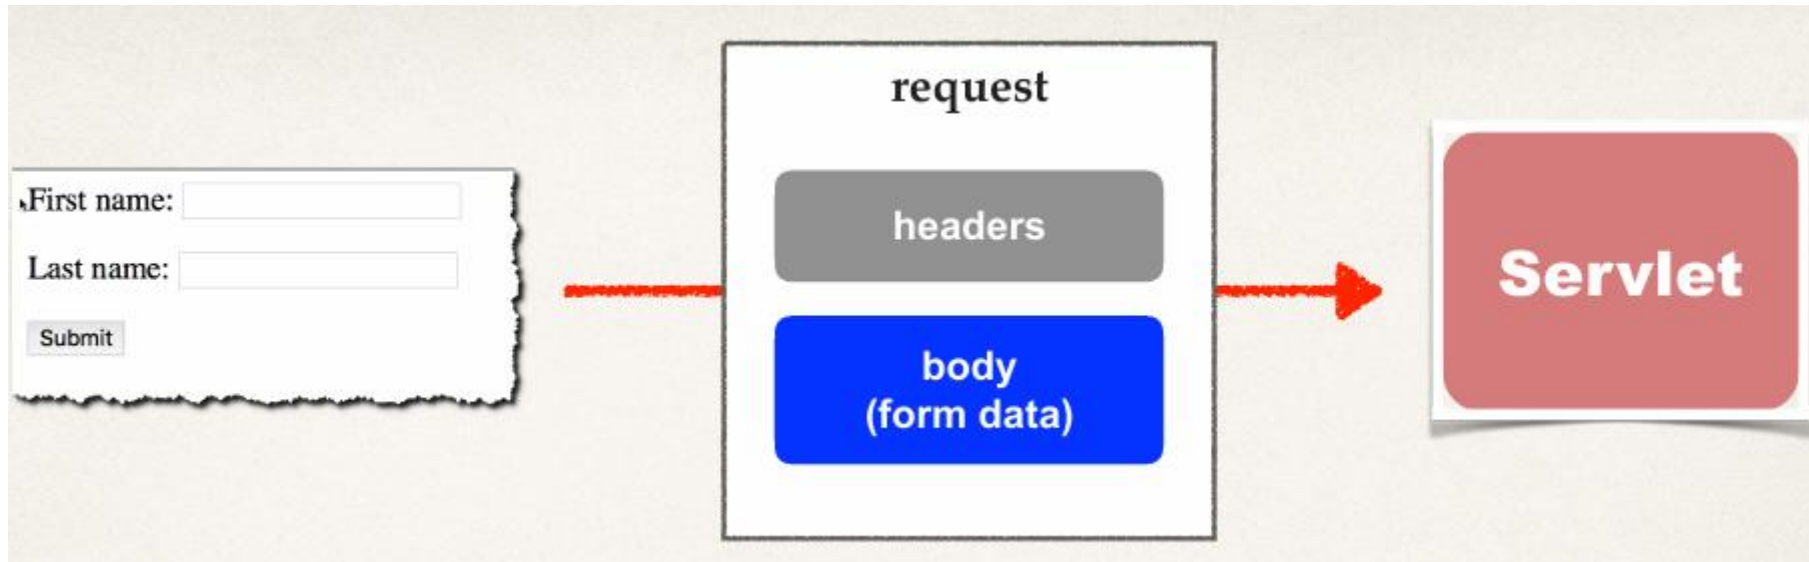 First name:
Last name:
Submit
request
headers
body
(form data)
Servlet